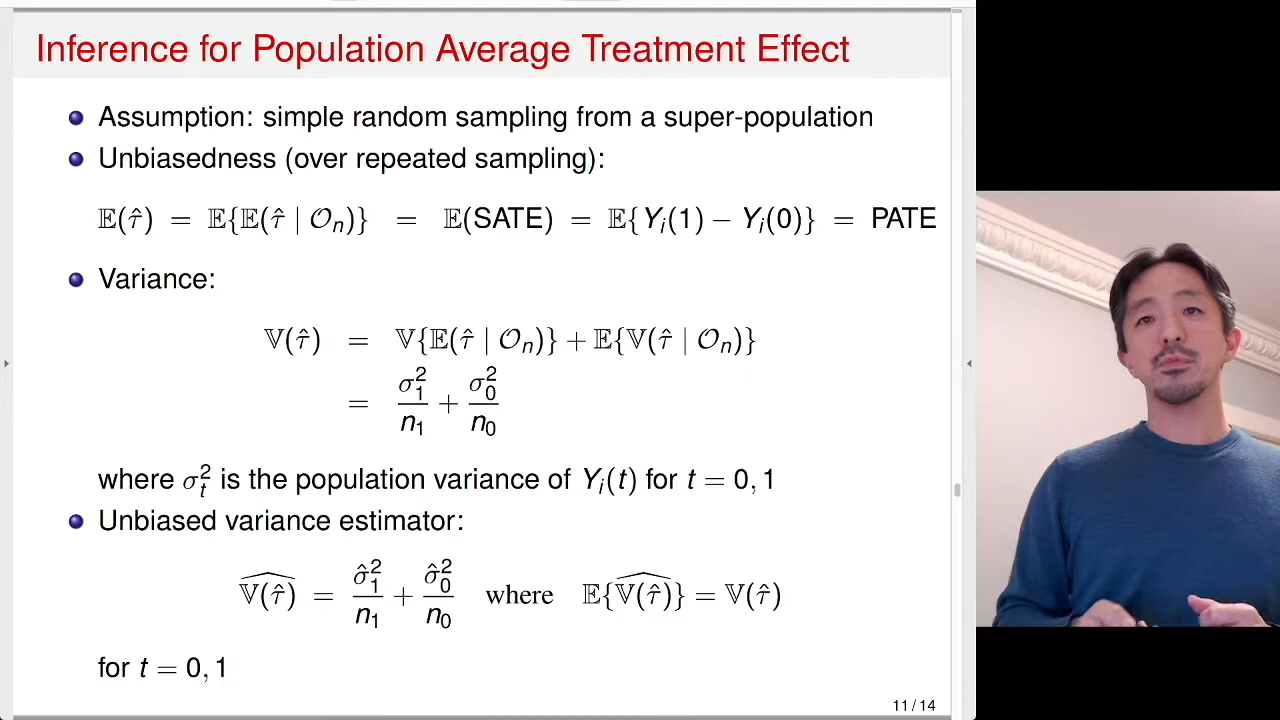 Inference for Population Average Treatment Effect
Assumption: simple random sampling from a super-population
Unbiasedness (over repeated sampling):
𝔼(τ̂) = 𝔼{𝔼(τ̂ | 𝒪ₙ)} = 𝔼(SATE) = 𝔼{Yᵢ(1) − Yᵢ(0)} = PATE
Variance:
𝕍(τ̂) = 𝕍{𝔼(τ̂ | 𝒪ₙ)} + 𝔼{𝕍(τ̂ | 𝒪ₙ)}
= σ₁²/n₁ + σ₀²/n₀
where σₜ² is the population variance of Yᵢ(t) for t = 0, 1
Unbiased variance estimator:
\widehat{𝕍(τ̂)} = σ̂₁²/n₁ + σ̂₀²/n₀ where 𝔼{\widehat{𝕍(τ̂)}} = 𝕍(τ̂)
for t = 0, 1
11 / 14